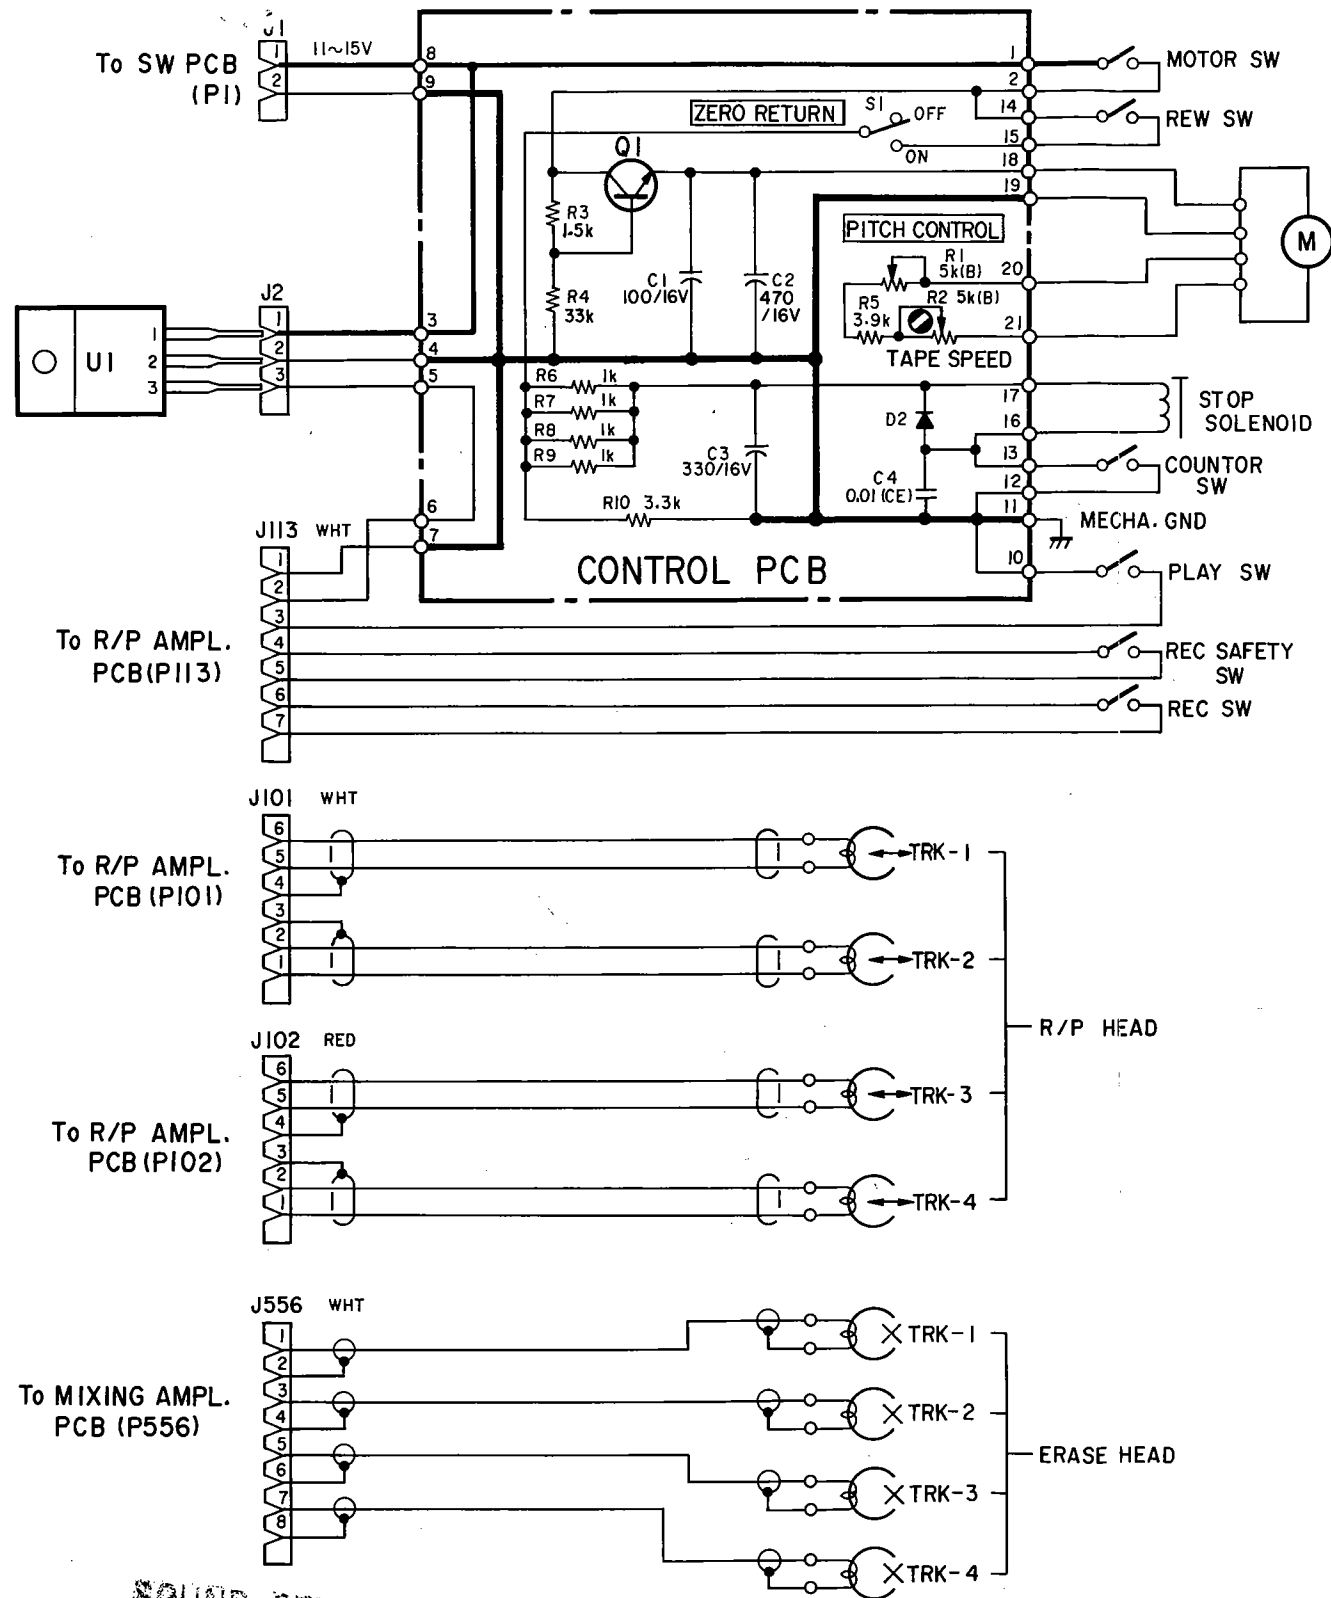 J1
1
2
11~15V
To SW PCB
(P1)
8
9
1
2
14
15
18
19
20
21
17
16
13
12
11
10
MOTOR SW
REW SW
ZERO RETURN
S1
OFF
ON
Q1
R3
1.5k
R4
33k
C1
100/16V
C2
470
/16V
PITCH CONTROL
R1
5k(B)
R5
3.9k
R2 5k(B)
TAPE SPEED
M
J2
1
2
3
U1
1
2
3
3
4
5
6
7
R6 1k
R7 1k
R8 1k
R9 1k
R10 3.3k
C3
330/16V
D2
C4
0.01(CE)
STOP
SOLENOID
COUNTOR
SW
MECHA. GND
PLAY SW
CONTROL PCB
J113 WHT
1
2
3
4
5
6
7
To R/P AMPL.
PCB(P113)
REC SAFETY
SW
REC SW
J101 WHT
6
5
4
3
2
1
To R/P AMPL.
PCB(P101)
TRK-1
TRK-2
J102 RED
6
5
4
3
2
1
To R/P AMPL.
PCB(P102)
TRK-3
TRK-4
R/P HEAD
J556 WHT
1
2
3
4
5
6
7
8
To MIXING AMPL.
PCB (P556)
TRK-1
TRK-2
TRK-3
TRK-4
ERASE HEAD